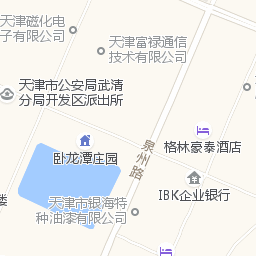 天津磁化电
子有限公司
天津富禄通信
技术有限公司
天津市公安局武清
分局开发区派出所
泉州路
格林豪泰酒店
卧龙潭庄园
IBK企业银行
天津市银海特
种油漆有限公司